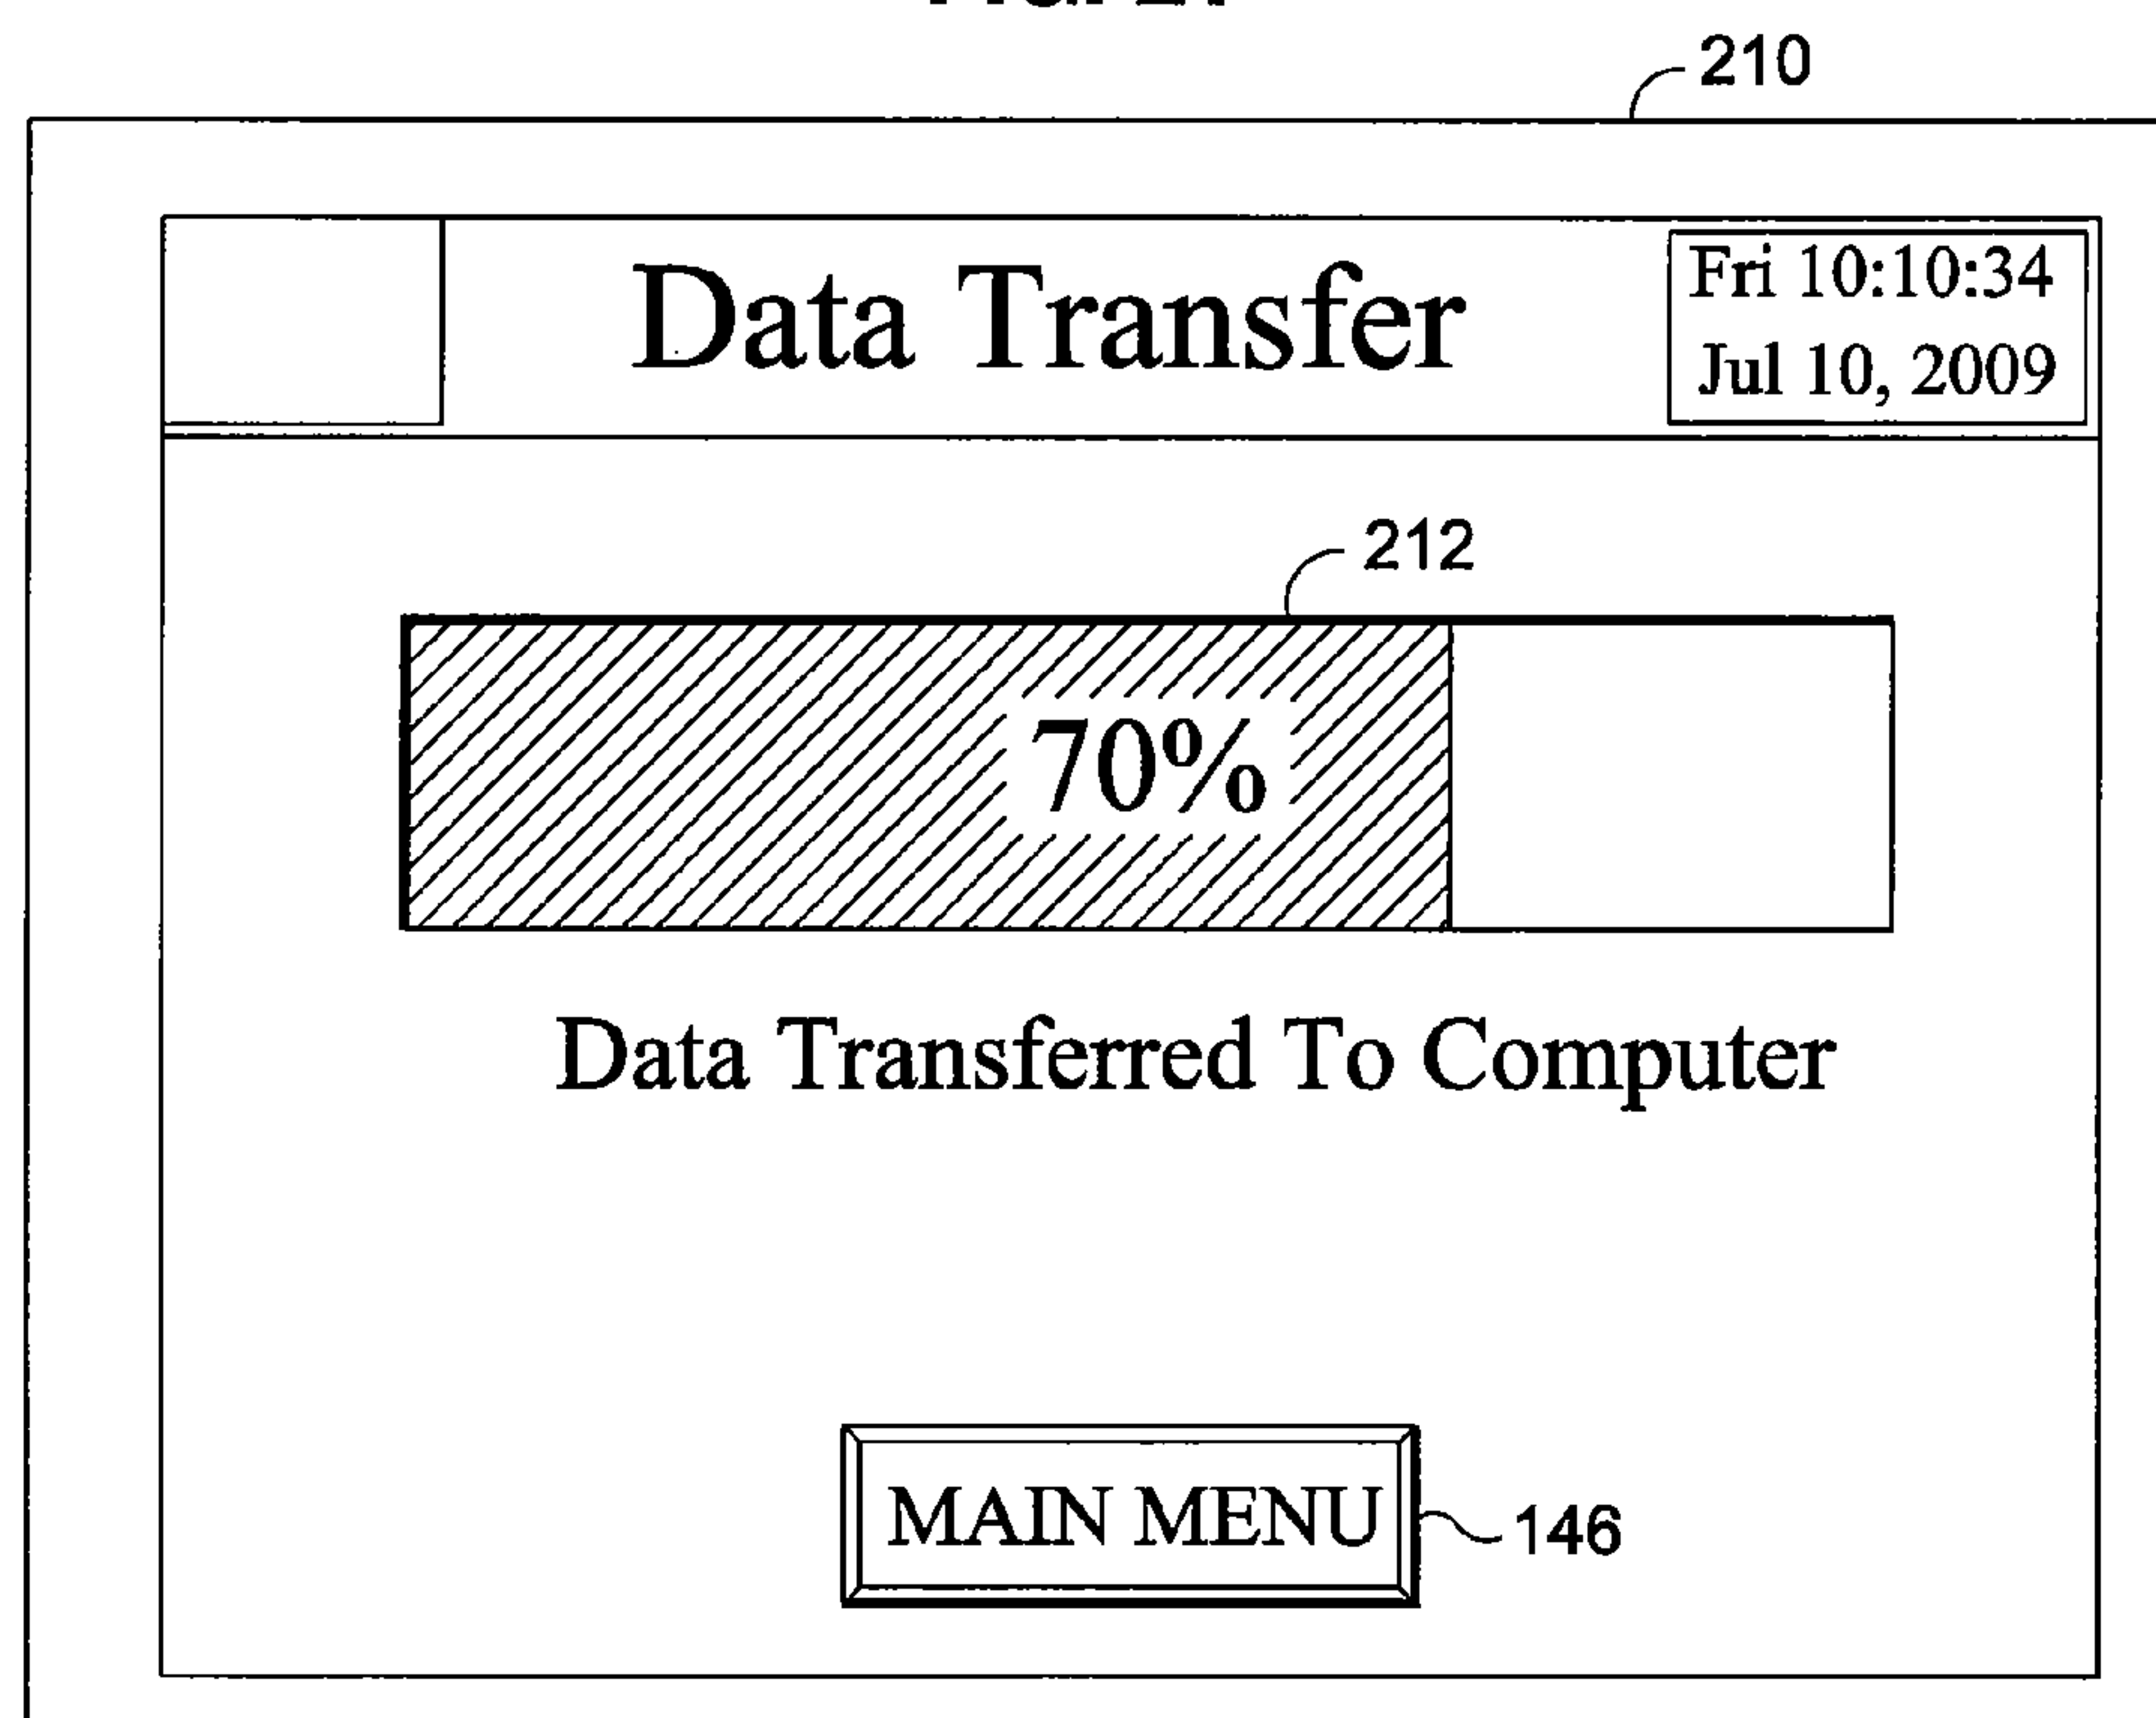 210
Data Transfer
Fri 10:10:34
Jul 10, 2009
212
70%
Data Transferred To Computer
MAIN MENU
146